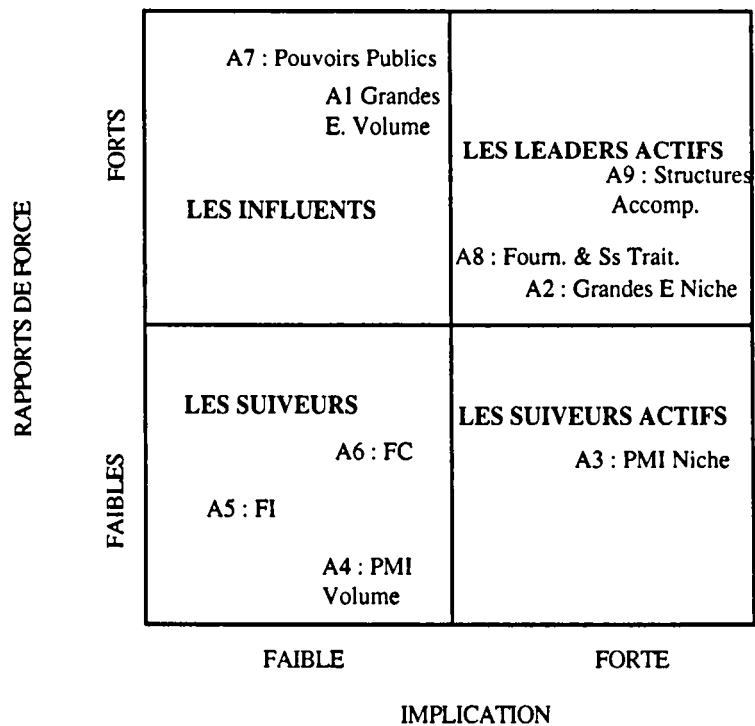 A7 : Pouvoirs Publics
A1 Grandes
E. Volume
LES INFLUENTS
LES LEADERS ACTIFS
A9 : Structures
Accomp.
A8 : Fourn. & Ss Trait.
A2 : Grandes E Niche
LES SUIVEURS
A6 : FC
A5 : FI
A4 : PMI
Volume
LES SUIVEURS ACTIFS
A3 : PMI Niche
RAPPORTS DE FORCE
FORTS
FAIBLES
FAIBLE
FORTE
IMPLICATION